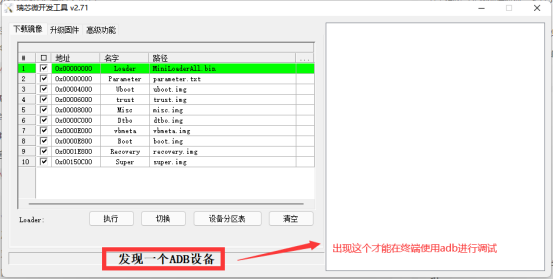 瑞芯微开发工具 v2.71
下载镜像 升级固件 高级功能
# 地址 名字 路径 ...
1 0x00000000 Loader MiniLoaderAll.bin
2 0x00000000 Parameter parameter.txt
3 0x00004000 Uboot uboot.img
4 0x00006000 trust trust.img
5 0x00008000 Misc misc.img
6 0x0000C000 Dtbo dtbo.img
7 0x0000E000 vbmeta vbmeta.img
8 0x0000E800 Boot boot.img
9 0x0001E800 Recovery recovery.img
10 0x00150C00 Super super.img
Loader: 执行 切换 设备分区表 清空
发现一个ADB设备
出现这个才能在终端使用adb进行调试